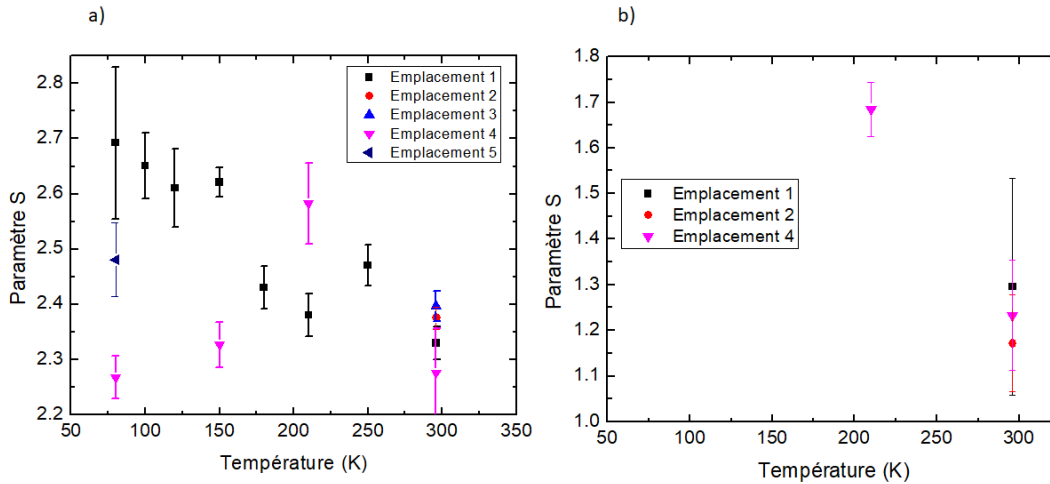 a)
b)
2.8
2.7
2.6
2.5
2.4
2.3
2.2
Paramètre S
50
100
150
200
250
300
350
Température (K)
Emplacement 1
Emplacement 2
Emplacement 3
Emplacement 4
Emplacement 5
1.8
1.7
1.6
1.5
1.4
1.3
1.2
1.1
1.0
Paramètre S
50
100
150
200
250
300
Température (K)
Emplacement 1
Emplacement 2
Emplacement 4